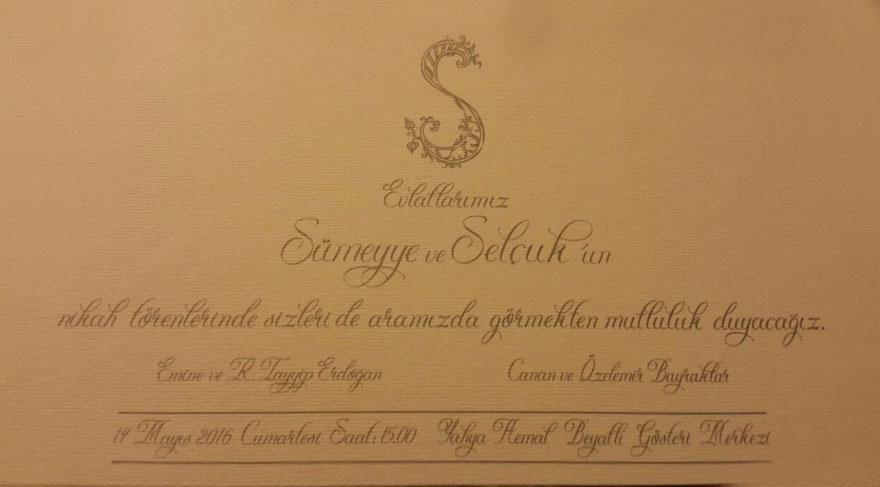 S
Evlatlarımız
Sümeyye ve Selçuk'un
nikah törenlerinde sizleri de aramızda görmekten mutluluk duyacağız.
Emine ve R. Tayyip Erdoğan Canan ve Özdemir Bayraktar
14 Mayıs 2016 Cumartesi Saat: 15.00 Yahya Kemal Beyatlı Gösteri Merkezi